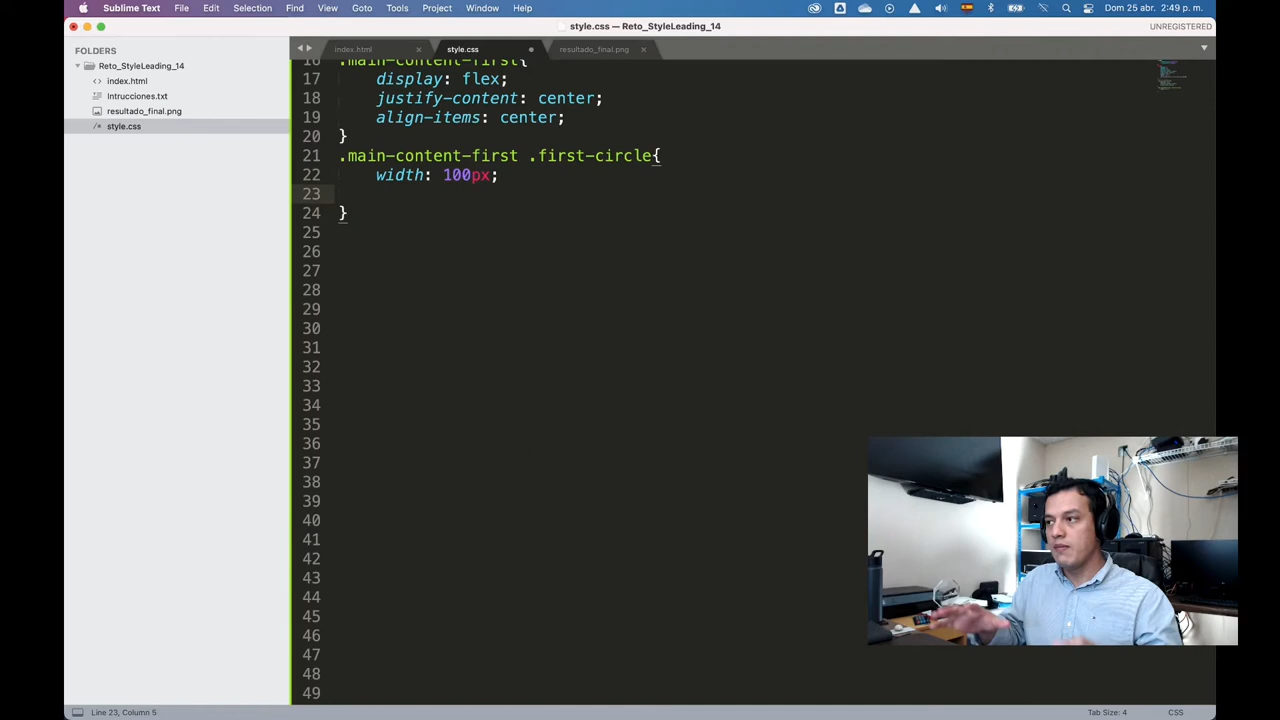 Sublime Text File Edit Selection Find View Goto Tools Project Window Help Dom 25 abr. 2:49 p. m.
style.css — Reto_StyleLeading_14 UNREGISTERED
FOLDERS
Reto_StyleLeading_14
<> index.html
Intrucciones.txt
resultado_final.png
/* style.css
index.html × style.css resultado_final.png ×
16 .main-content-first{
17 display: flex;
18 justify-content: center;
19 align-items: center;
20 }
21 .main-content-first .first-circle{
22 width: 100px;
23
24 }
25
26
27
28
29
30
31
32
33
34
35
36
37
38
39
40
41
42
43
44
45
46
47
48
49
Line 23, Column 5 Tab Size: 4 CSS